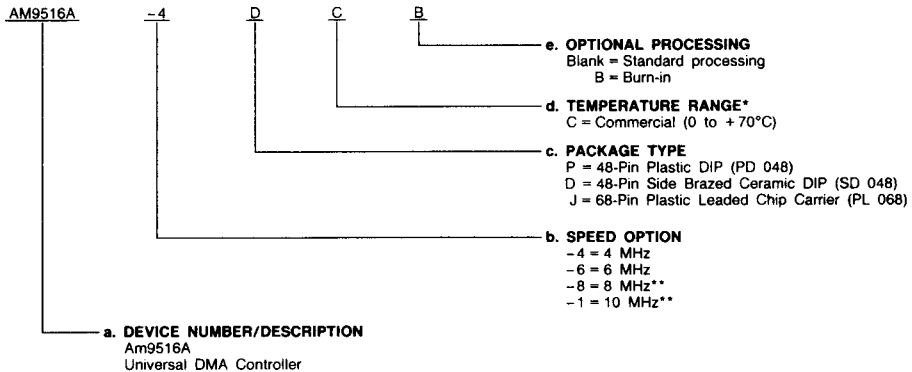 AM9516A -4 D C B
e. OPTIONAL PROCESSING
Blank = Standard processing
B = Burn-in
d. TEMPERATURE RANGE*
C = Commercial (0 to +70°C)
c. PACKAGE TYPE
P = 48-Pin Plastic DIP (PD 048)
D = 48-Pin Side Brazed Ceramic DIP (SD 048)
J = 68-Pin Plastic Leaded Chip Carrier (PL 068)
b. SPEED OPTION
-4 = 4 MHz
-6 = 6 MHz
-8 = 8 MHz**
-1 = 10 MHz**
a. DEVICE NUMBER/DESCRIPTION
Am9516A
Universal DMA Controller